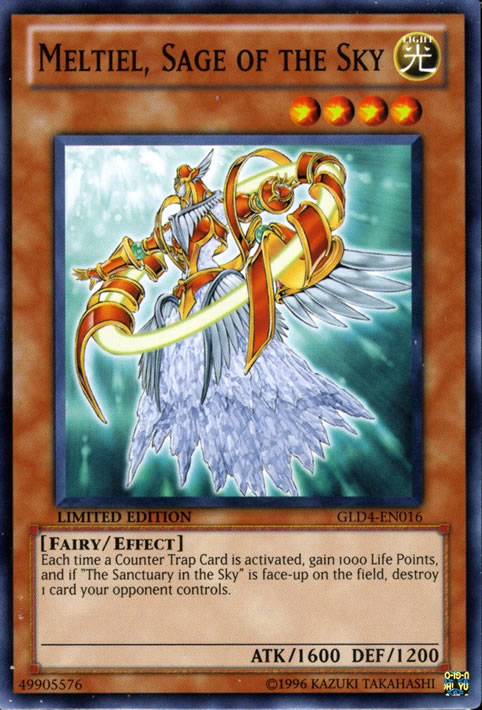 MELTIEL, SAGE OF THE SKY
LIGHT
光
LIMITED EDITION
GLD4-EN016
[FAIRY/EFFECT]
Each time a Counter Trap Card is activated, gain 1000 Life Points,
and if "The Sanctuary in the Sky" is face-up on the field, destroy
1 card your opponent controls.
ATK/1600 DEF/1200
49905576
©1996 KAZUKI TAKAHASHI